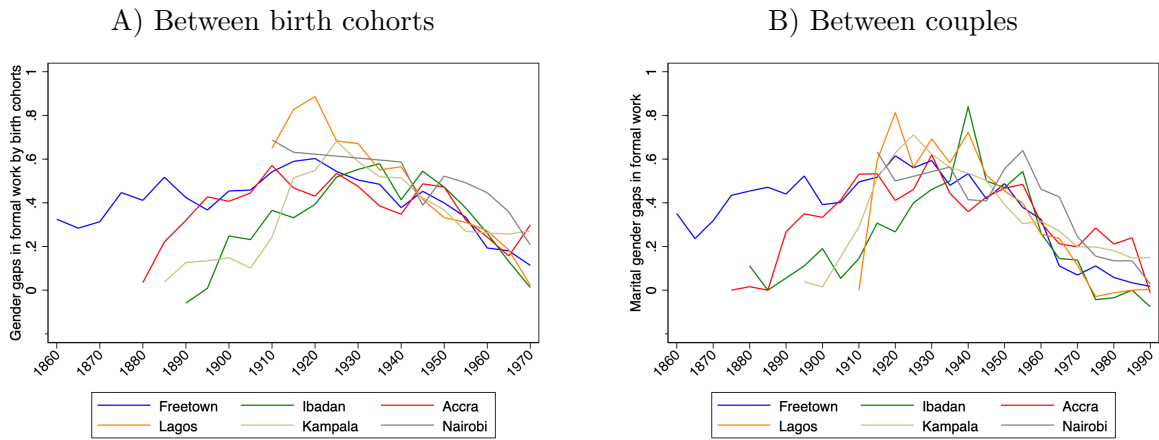 A) Between birth cohorts
Gender gaps in formal work by birth cohorts
1
.8
.6
.4
.2
0
1860 1870 1880 1890 1900 1910 1920 1930 1940 1950 1960 1970
Freetown Ibadan Accra
Lagos Kampala Nairobi
B) Between couples
Marital gender gaps in formal work
1
.8
.6
.4
.2
0
1860 1870 1880 1890 1900 1910 1920 1930 1940 1950 1960 1970 1980 1990
Freetown Ibadan Accra
Lagos Kampala Nairobi